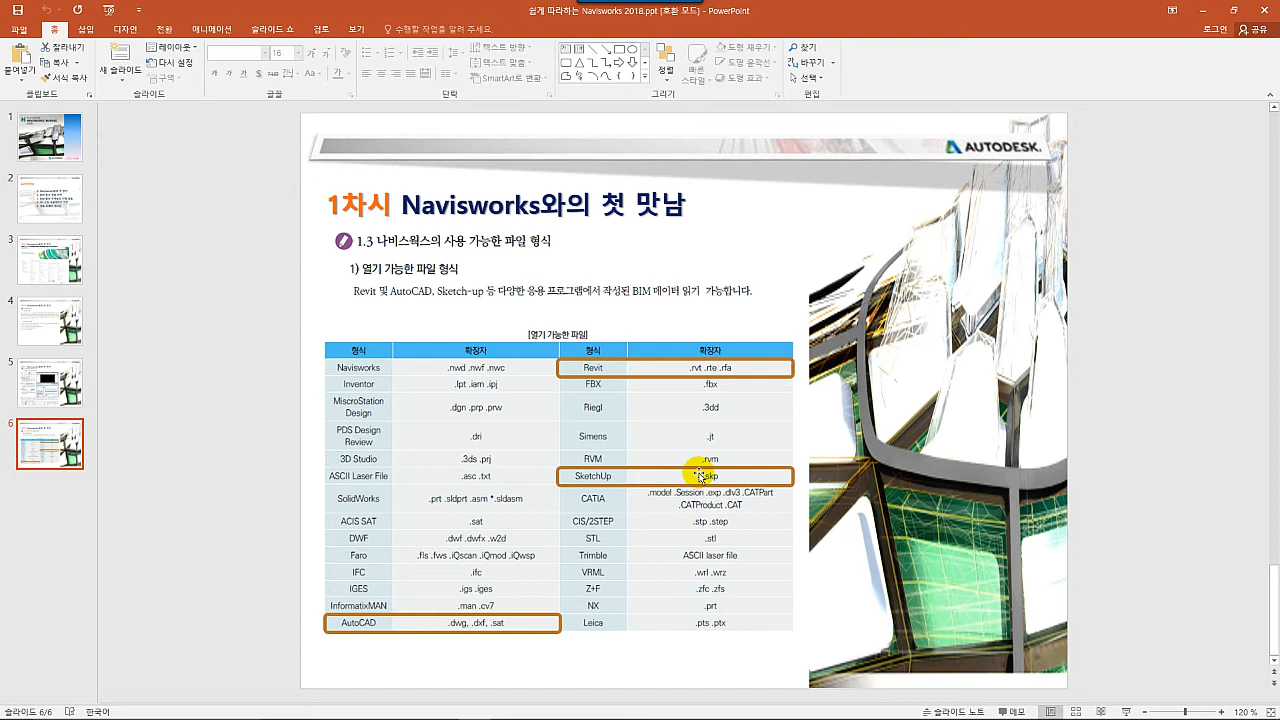 쉽게 따라하는 Navisworks 2018.ppt [호환 모드] - PowerPoint
파일 홈 삽입 디자인 전환 애니메이션 슬라이드 쇼 검토 보기 수행할 작업을 알려 주세요. 로그인 공유
붙여넣기 잘라내기 복사 서식 복사 클립보드
새 슬라이드 레이아웃 다시 설정 구역 슬라이드
16 글꼴
텍스트 방향 텍스트 맞춤 SmartArt로 변환 단락
정렬 빠른 스타일 도형 채우기 도형 윤곽선 도형 효과 그리기
찾기 바꾸기 선택 편집
1
2
3
4
5
6
AUTODESK.
1차시 Navisworks와의 첫 맛남
1.3 나비스웍스의 사용 가능한 파일 형식
1) 열기 가능한 파일 형식
Revit 및 AutoCAD, Sketch-up 등 다양한 응용 프로그램에서 작성된 BIM 데이터 읽기 가능합니다.
[열기 가능한 파일]
형식 확장자 형식 확장자
Navisworks .nwd .nwf .nwc Revit .rvt .rte .rfa
Inventor .ipt .iam .ipj FBX .fbx
MiscroStation Design .dgn .prp .prw Riegl .3dd
PDS Design Review .dri Simens .jt
3D Studio .3ds .prj RVM .rvm
ASCII Laser File .asc .txt SketchUp .skp
SolidWorks .prt .sldprt .asm *.sldasm CATIA .model .Session .exp .dlv3 .CATPart .CATProduct .CAT
ACIS SAT .sat CIS/2STEP .stp .step
DWF .dwf .dwfx .w2d STL .stl
Faro .fls .fws .iQscan .iQmod .iQwsp Trimble ASCII laser file
IFC .ifc VRML .wrl .wrz
IGES .igs .iges Z+F .zfc .zfs
InformatixMAN .man .cv7 NX .prt
AutoCAD .dwg, .dxf, .sat Leica .pts .ptx
슬라이드 6/6 한국어 슬라이드 노트 메모 120 %